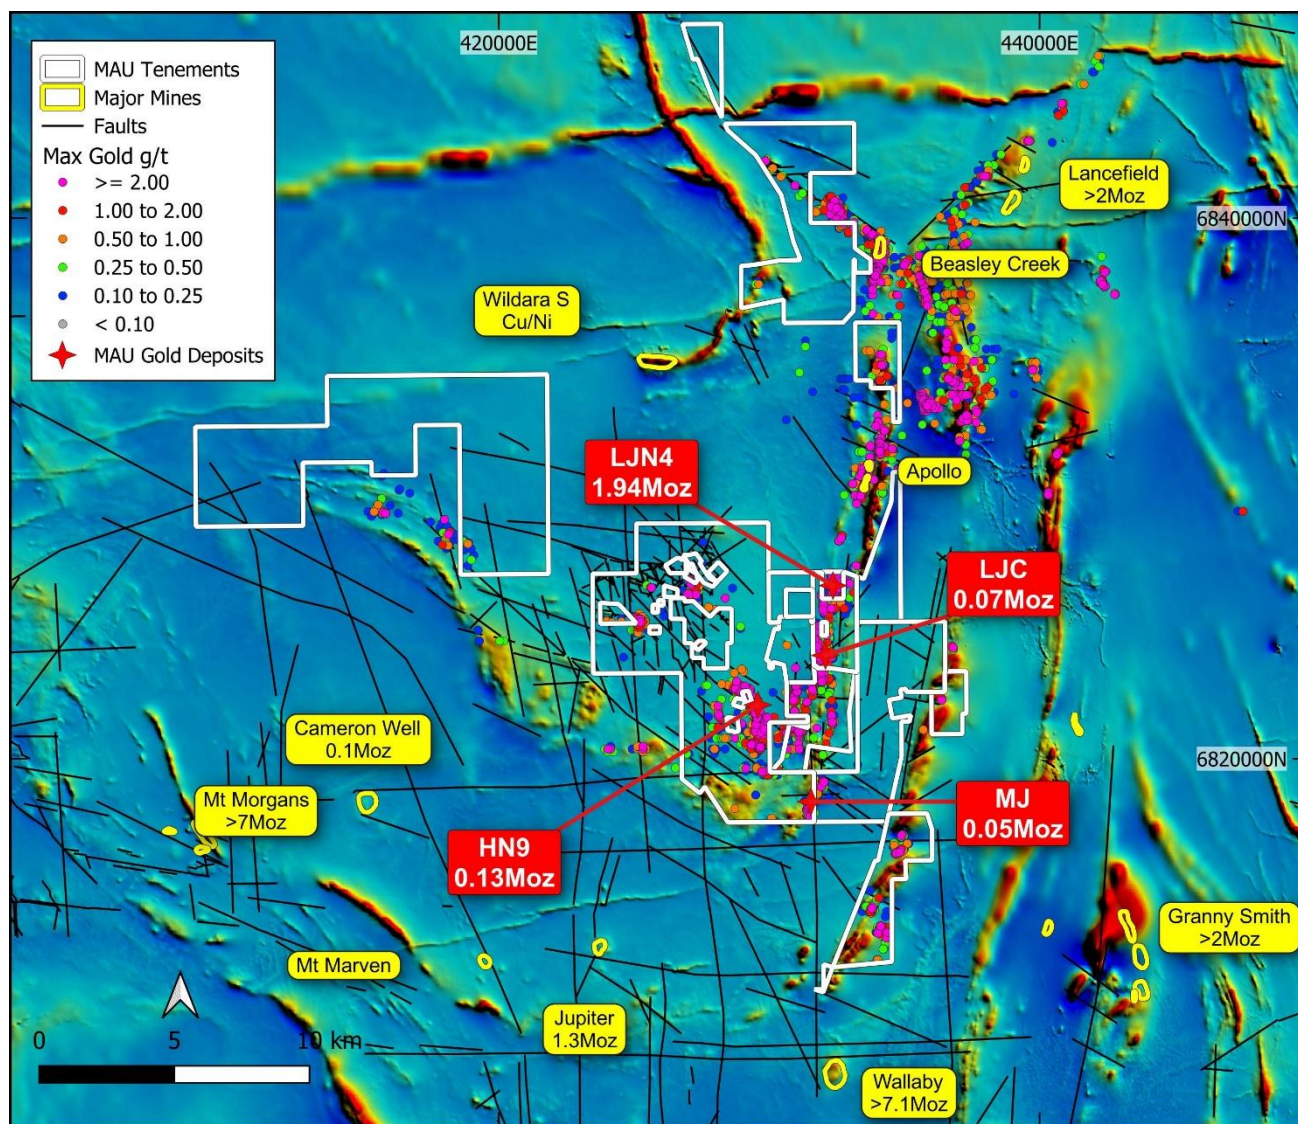 420000E
440000E
MAU Tenements
Major Mines
Faults
Max Gold g/t
>= 2.00
1.00 to 2.00
0.50 to 1.00
0.25 to 0.50
0.10 to 0.25
< 0.10
MAU Gold Deposits
Lancefield
>2Moz
6840000N
Beasley Creek
Wildara S
Cu/Ni
LJN4
1.94Moz
Apollo
LJC
0.07Moz
Cameron Well
0.1Moz
6820000N
Mt Morgans
>7Moz
MJ
0.05Moz
HN9
0.13Moz
Granny Smith
>2Moz
Mt Marven
Jupiter
1.3Moz
0 5 10 km
Wallaby
>7.1Moz